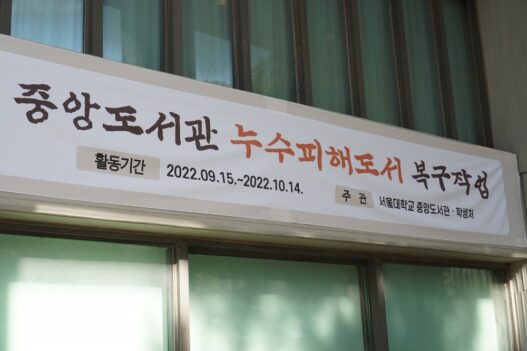 중앙도서관 누수피해도서 복구작업
활동기간 2022.09.15.~2022.10.14. 주 관 서울대학교 중앙도서관·학생처